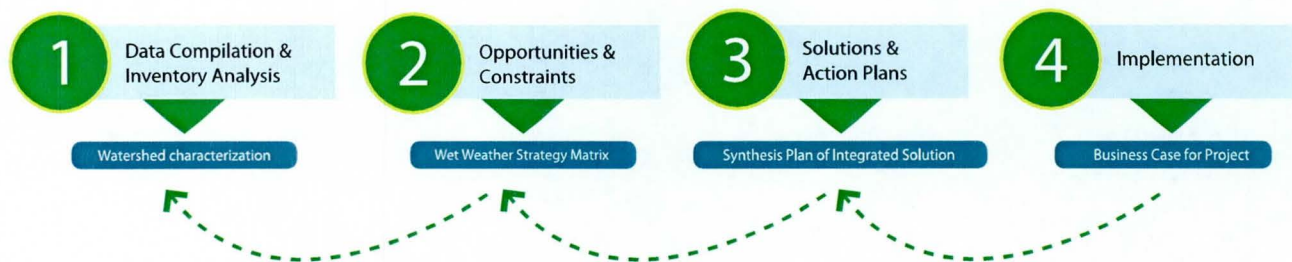 1
Data Compilation &
Inventory Analysis
Watershed characterization
2
Opportunities &
Constraints
Wet Weather Strategy Matrix
3
Solutions &
Action Plans
Synthesis Plan of Integrated Solution
4
Implementation
Business Case for Project